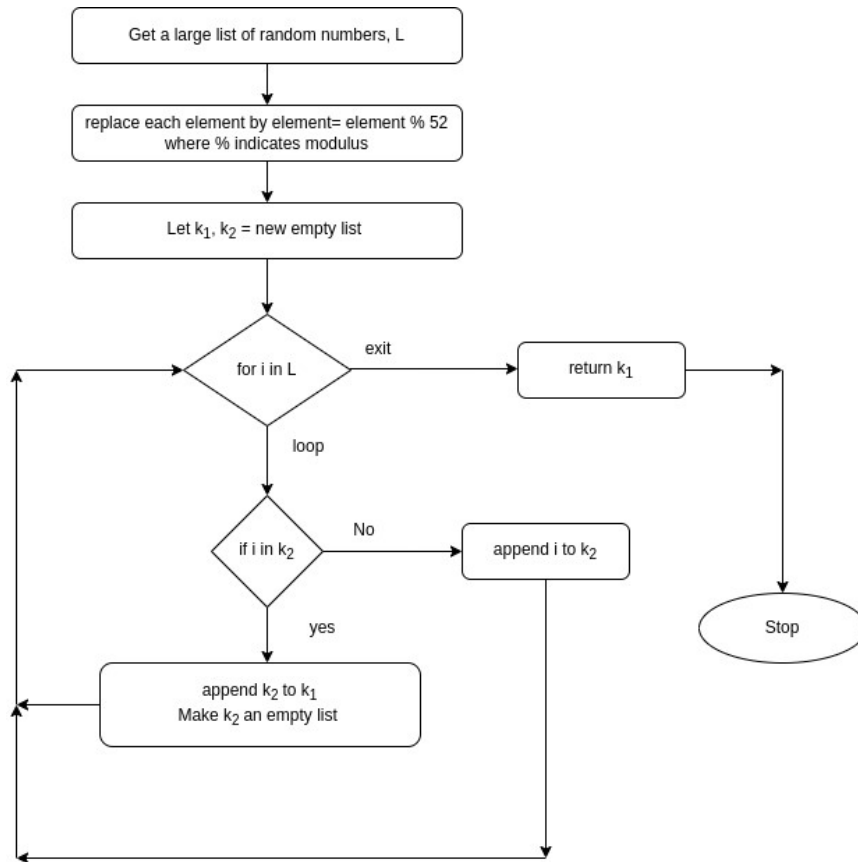 Get a large list of random numbers, L
replace each element by element= element % 52
where % indicates modulus
Let k₁, k₂ = new empty list
for i in L
exit
return k₁
loop
if i in k₂
No
append i to k₂
yes
Stop
append k₂ to k₁
Make k₂ an empty list